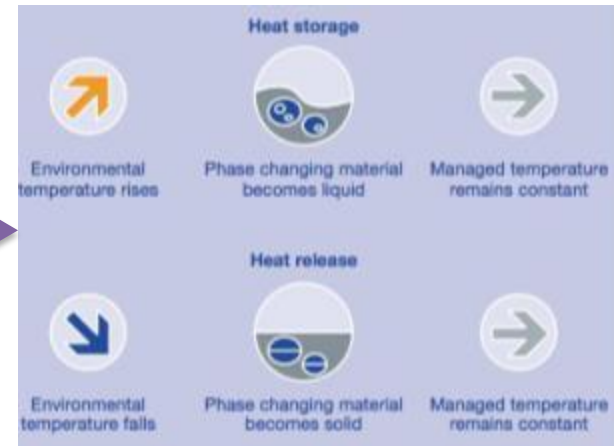 Heat storage
Environmental
temperature rises
Phase changing material
becomes liquid
Managed temperature
remains constant
Heat release
Environmental
temperature falls
Phase changing material
becomes solid
Managed temperature
remains constant